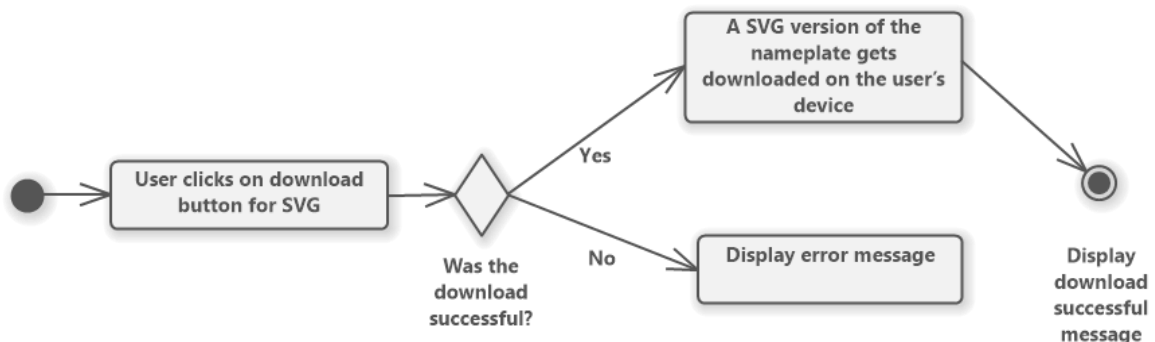 A SVG version of the
nameplate gets
downloaded on the user's
device
Yes
User clicks on download
button for SVG
No
Display error message
Was the
download
successful?
Display
download
successful
message